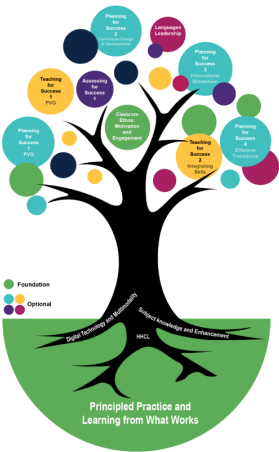 Planning
for
Success
2
Curriculum Design
& Development
Languages
Leadership
Planning
for
Success
3
International
Dimension
Teaching
for
Success
1
PVG
Assessing
for
Success
1
Planning
for
Success
1
PVG
Classroom
Ethos:
Motivation
and
Engagement
Teaching
for
Success
2
Integrating
Skills
Planning
for
Success
4
Effective
Transitions
Foundation
Optional
Digital Technology and Multimodality
Subject knowledge and Enhancement
HHCL
Principled Practice and
Learning from What Works